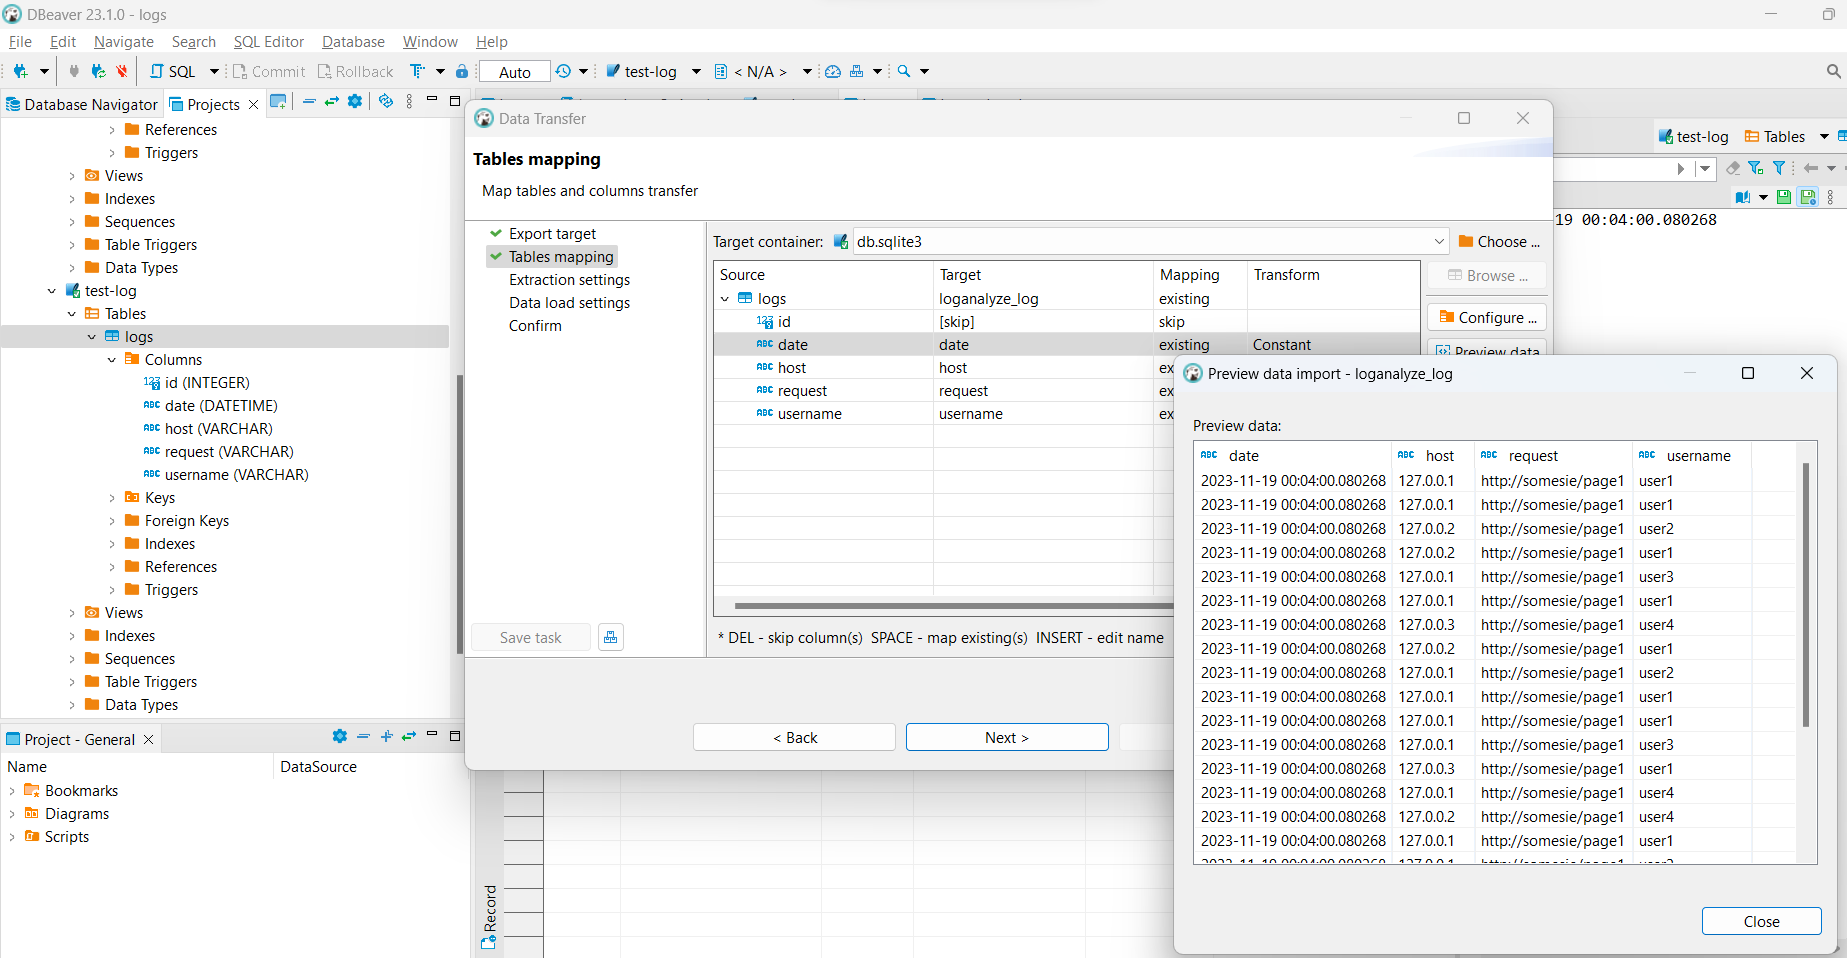 DBeaver 23.1.0 - logs
File Edit Navigate Search SQL Editor Database Window Help
SQL Commit Rollback Auto test-log < N/A >
Database Navigator Projects
References
Triggers
Views
Indexes
Sequences
Table Triggers
Data Types
test-log
Tables
logs
Columns
id (INTEGER)
date (DATETIME)
host (VARCHAR)
request (VARCHAR)
username (VARCHAR)
Keys
Foreign Keys
Indexes
References
Triggers
Views
Indexes
Sequences
Table Triggers
Data Types
Project - General
Name DataSource
Bookmarks
Diagrams
Scripts
Data Transfer
Tables mapping
Map tables and columns transfer
Export target
Tables mapping
Extraction settings
Data load settings
Confirm
Target container: db.sqlite3 Choose ...
Source Target Mapping Transform
logs loganalyze_log existing
id [skip] skip
date date existing Constant
host host ex
request request ex
username username ex
Browse ...
Configure ...
Preview data
Save task
* DEL - skip column(s) SPACE - map existing(s) INSERT - edit name
< Back Next >
test-log Tables
19 00:04:00.080268
Record
Preview data import - loganalyze_log
Preview data:
ABC date ABC host ABC request ABC username
2023-11-19 00:04:00.080268 127.0.0.1 http://somesie/page1 user1
2023-11-19 00:04:00.080268 127.0.0.1 http://somesie/page1 user1
2023-11-19 00:04:00.080268 127.0.0.2 http://somesie/page1 user2
2023-11-19 00:04:00.080268 127.0.0.2 http://somesie/page1 user1
2023-11-19 00:04:00.080268 127.0.0.1 http://somesie/page1 user3
2023-11-19 00:04:00.080268 127.0.0.1 http://somesie/page1 user1
2023-11-19 00:04:00.080268 127.0.0.3 http://somesie/page1 user4
2023-11-19 00:04:00.080268 127.0.0.2 http://somesie/page1 user1
2023-11-19 00:04:00.080268 127.0.0.1 http://somesie/page1 user2
2023-11-19 00:04:00.080268 127.0.0.1 http://somesie/page1 user1
2023-11-19 00:04:00.080268 127.0.0.1 http://somesie/page1 user1
2023-11-19 00:04:00.080268 127.0.0.1 http://somesie/page1 user3
2023-11-19 00:04:00.080268 127.0.0.3 http://somesie/page1 user1
2023-11-19 00:04:00.080268 127.0.0.1 http://somesie/page1 user4
2023-11-19 00:04:00.080268 127.0.0.2 http://somesie/page1 user4
2023-11-19 00:04:00.080268 127.0.0.1 http://somesie/page1 user1
Close